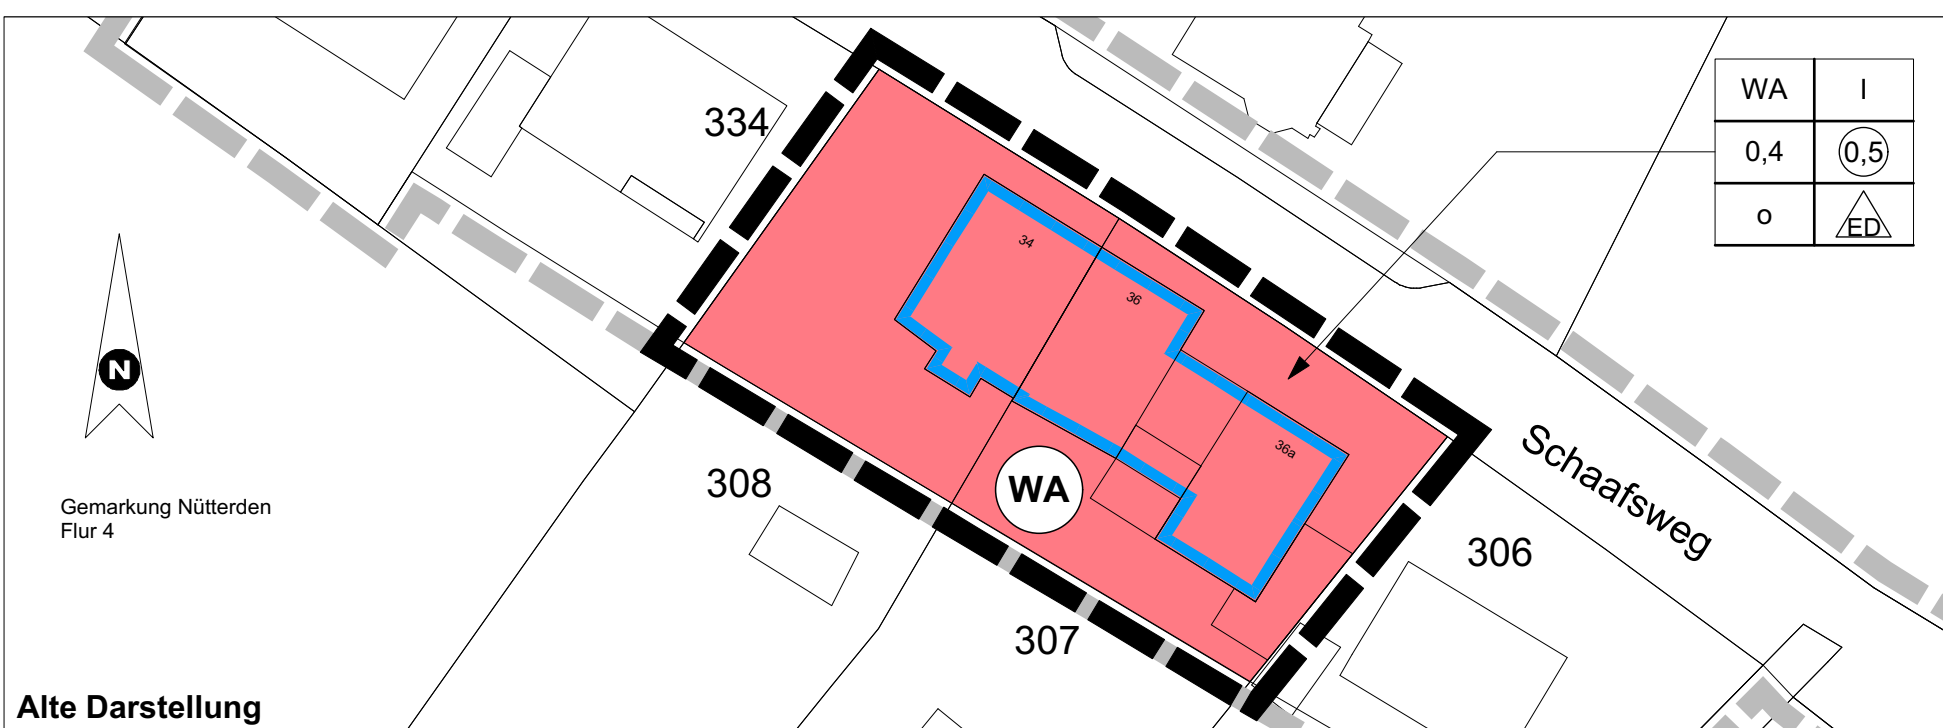 334
WA I
0,4 0,5
o ED
34
36
N
36a
Schaafsweg
308
WA
Gemarkung Nütterden
Flur 4
306
307
Alte Darstellung